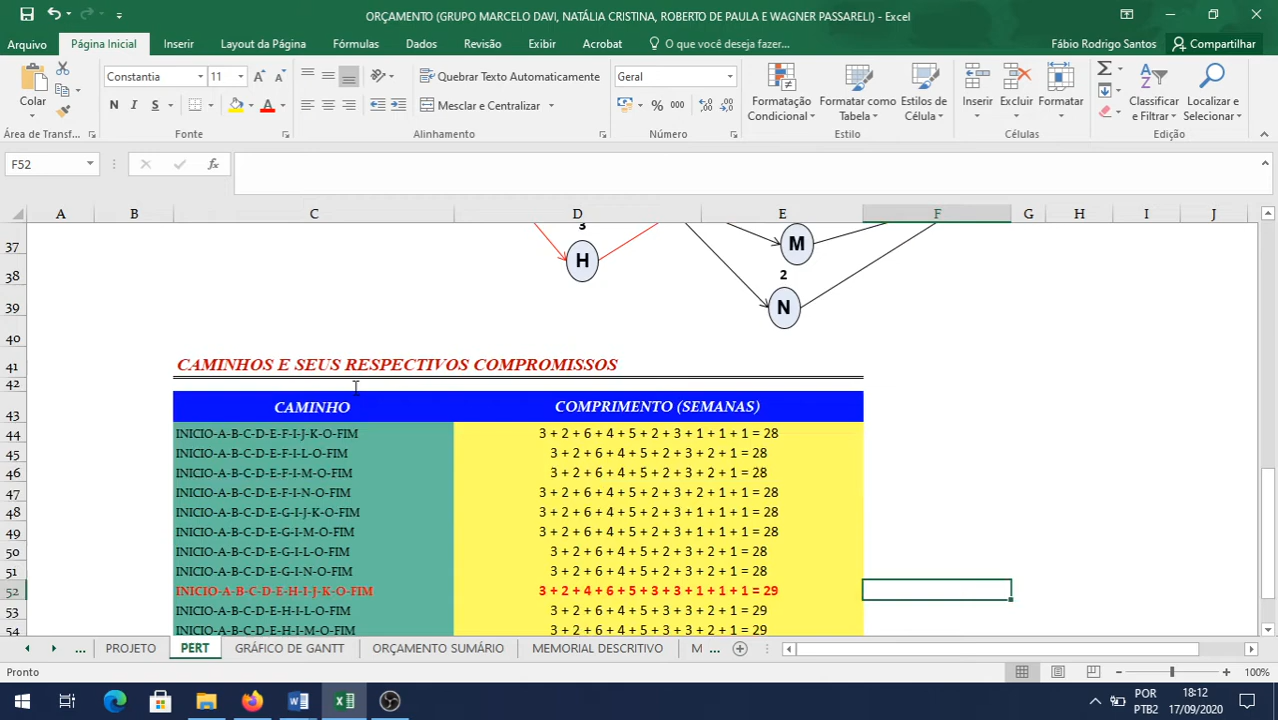 ORÇAMENTO (GRUPO MARCELO DAVI, NATÁLIA CRISTINA, ROBERTO DE PAULA E WAGNER PASSARELI) - Excel
Arquivo Página Inicial Inserir Layout da Página Fórmulas Dados Revisão Exibir Acrobat O que você deseja fazer... Fábio Rodrigo Santos Compartilhar
Constantia 11 Quebrar Texto Automaticamente Geral
Colar N I S Mesclar e Centralizar % 000 Formatação Condicional Formatar como Tabela Estilos de Célula Inserir Excluir Formatar Classificar e Filtrar Localizar e Selecionar
Área de Transf... Fonte Alinhamento Número Estilo Células Edição
F52 fx
A B C D E F G H I J
37 3 M
38 H 2
39 N
40
41 CAMINHOS E SEUS RESPECTIVOS COMPROMISSOS
42
43 CAMINHO COMPRIMENTO (SEMANAS)
44 INICIO-A-B-C-D-E-F-I-J-K-O-FIM 3 + 2 + 6 + 4 + 5 + 2 + 3 + 1 + 1 + 1 = 28
45 INICIO-A-B-C-D-E-F-I-L-O-FIM 3 + 2 + 6 + 4 + 5 + 2 + 3 + 2 + 1 = 28
46 INICIO-A-B-C-D-E-F-I-M-O-FIM 3 + 2 + 6 + 4 + 5 + 2 + 3 + 2 + 1 = 28
47 INICIO-A-B-C-D-E-F-I-N-O-FIM 3 + 2 + 6 + 4 + 5 + 2 + 3 + 1 + 1 + 1 = 28
48 INICIO-A-B-C-D-E-G-I-J-K-O-FIM 3 + 2 + 6 + 4 + 5 + 2 + 3 + 1 + 1 + 1 = 28
49 INICIO-A-B-C-D-E-G-I-M-O-FIM 3 + 2 + 6 + 4 + 5 + 2 + 3 + 1 + 1 + 1 = 28
50 INICIO-A-B-C-D-E-G-I-L-O-FIM 3 + 2 + 6 + 4 + 5 + 2 + 3 + 2 + 1 = 28
51 INICIO-A-B-C-D-E-G-I-N-O-FIM 3 + 2 + 6 + 4 + 5 + 2 + 3 + 2 + 1 = 28
52 INICIO-A-B-C-D-E-H-I-J-K-O-FIM 3 + 2 + 4 + 6 + 5 + 3 + 3 + 1 + 1 + 1 = 29
53 INICIO-A-B-C-D-E-H-I-L-O-FIM 3 + 2 + 6 + 4 + 5 + 3 + 3 + 2 + 1 = 29
54 INICIO-A-B-C-D-E-H-I-M-O-FIM 3 + 2 + 6 + 4 + 5 + 3 + 3 + 2 + 1 = 29
... PROJETO PERT GRÁFICO DE GANTT ORÇAMENTO SUMÁRIO MEMORIAL DESCRITIVO M ...
Pronto 100%
POR 18:12
PTB2 17/09/2020